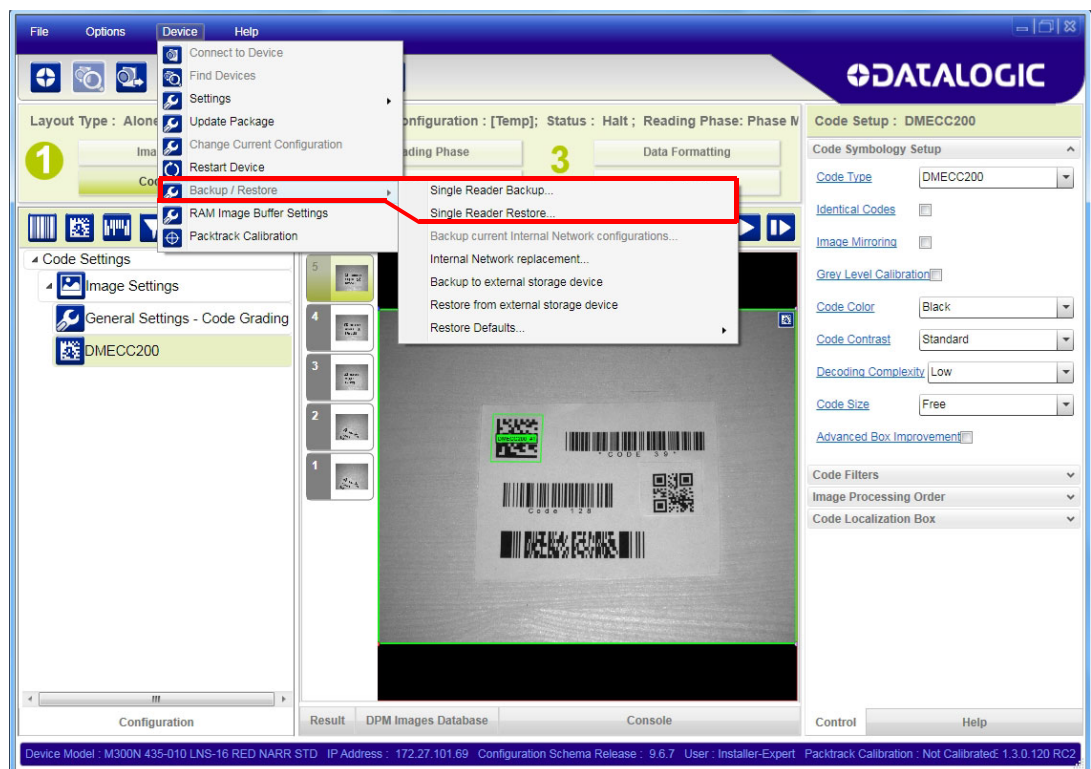 File Options Device Help
DATALOGIC
Connect to Device
Find Devices
Settings
Update Package
Change Current Configuration
Restart Device
Backup / Restore
RAM Image Buffer Settings
Packtrack Calibration
Single Reader Backup...
Single Reader Restore...
Backup current Internal Network configurations...
Internal Network replacement...
Backup to external storage device
Restore from external storage device
Restore Defaults...
Layout Type : Alone
onfiguration : [Temp]; Status : Halt ; Reading Phase: Phase M
1
Ima
ading Phase
3
Data Formatting
Co
Code Settings
Image Settings
General Settings - Code Grading
DMECC200
5
4
3
2
1
DMECC200 #1
*CODE 39*
Code 128
Code Setup : DMECC200
Code Symbology Setup
Code Type DMECC200
Identical Codes
Image Mirroring
Grey Level Calibration
Code Color Black
Code Contrast Standard
Decoding Complexity Low
Code Size Free
Advanced Box Improvement
Code Filters
Image Processing Order
Code Localization Box
Configuration
Result DPM Images Database Console
Control Help
Device Model : M300N 435-010 LNS-16 RED NARR STD IP Address : 172.27.101.69 Configuration Schema Release : 9.6.7 User : Installer-Expert Packtrack Calibration : Not Calibrated 1.3.0.120 RC2